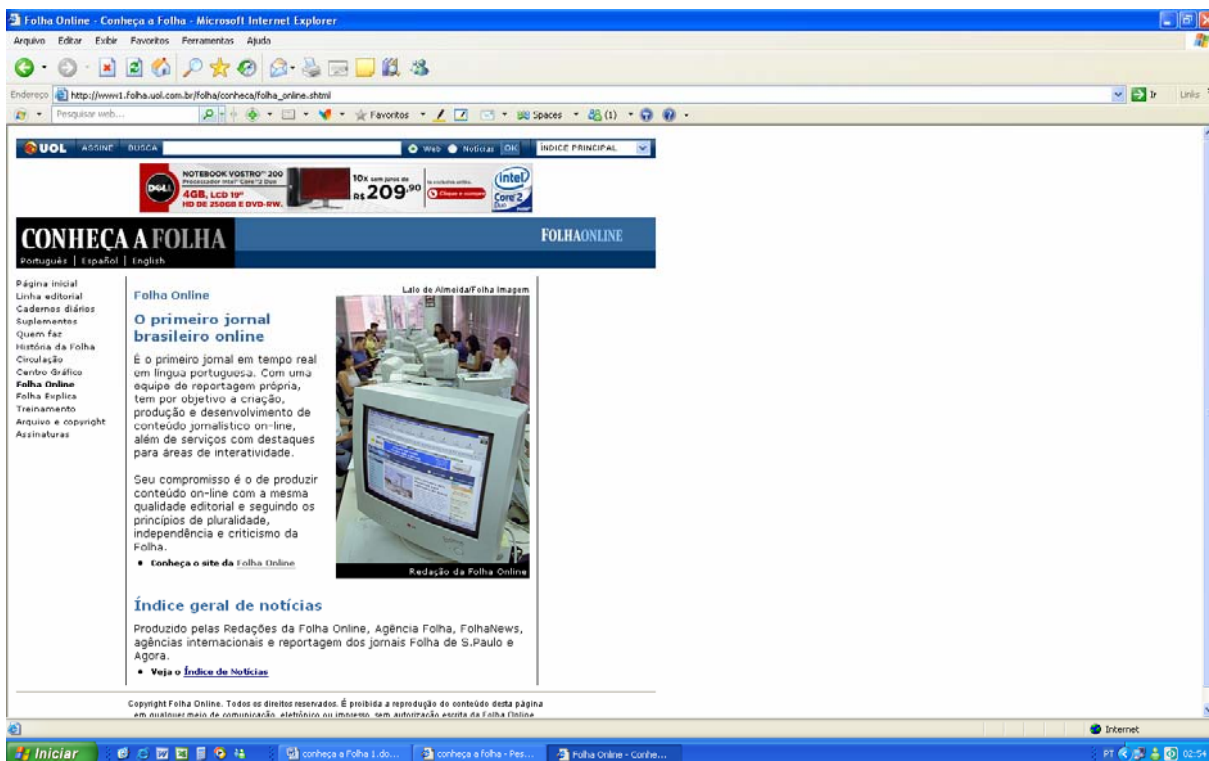 Folha Online - Conheça a Folha - Microsoft Internet Explorer
Arquivo Editar Exibir Favoritos Ferramentas Ajuda
Endereço http://www1.folha.uol.com.br/folha/conheca/folha_online.shtml Ir Links
Pesquisar web... Favoritos Spaces (1)
UOL ASSINE BUSCA Web Notícias OK ÍNDICE PRINCIPAL
DELL NOTEBOOK VOSTRO™ 200
Processador Intel® Core™2 Duo
4GB, LCD 19"
HD DE 250GB E DVD-RW.
10X sem juros de
R$ 209,90
Clique e compre
intel
Core 2
Duo
CONHEÇA A FOLHA
FOLHAONLINE
Português | Español | English
Página inicial
Linha editorial
Cadernos diários
Suplementos
Quem faz
História da Folha
Circulação
Centro Gráfico
Folha Online
Folha Explica
Treinamento
Arquivo e copyright
Assinaturas
Lalo de Almeida/Folha Imagem
Folha Online
O primeiro jornal
brasileiro online
É o primeiro jornal em tempo real
em língua portuguesa. Com uma
equipe de reportagem própria,
tem por objetivo a criação,
produção e desenvolvimento de
conteúdo jornalístico on-line,
além de serviços com destaques
para áreas de interatividade.
Seu compromisso é o de produzir
conteúdo on-line com a mesma
qualidade editorial e seguindo os
princípios de pluralidade,
independência e criticismo da
Folha.
• Conheça o site da Folha Online
Redação da Folha Online
Índice geral de notícias
Produzido pelas Redações da Folha Online, Agência Folha, FolhaNews,
agências internacionais e reportagem dos jornais Folha de S.Paulo e
Agora.
• Veja o Índice de Notícias
Copyright Folha Online. Todos os direitos reservados. É proibida a reprodução do conteúdo desta página
em qualquer meio de comunicação, eletrônico ou impresso, sem autorização escrita da Folha Online
Internet
Iniciar conheça a Folha 1.do... conheça a folha - Pes... Folha Online - Conhe... PT 02:54